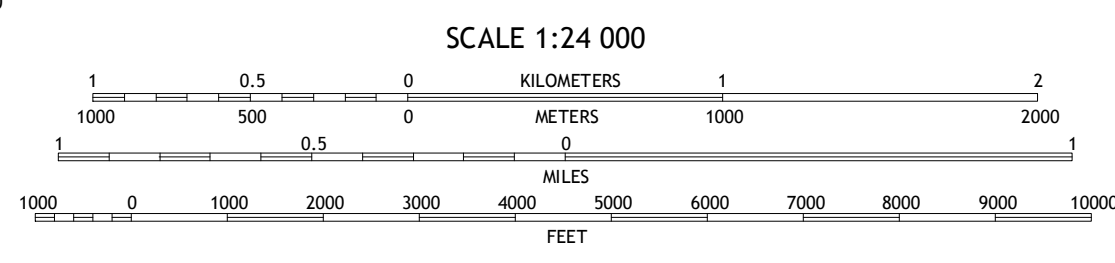 SCALE 1:24 000
1 0.5 0 KILOMETERS 1 2
1000 500 0 METERS 1000 2000
1 0.5 0 1
MILES
1000 0 1000 2000 3000 4000 5000 6000 7000 8000 9000 10000
FEET